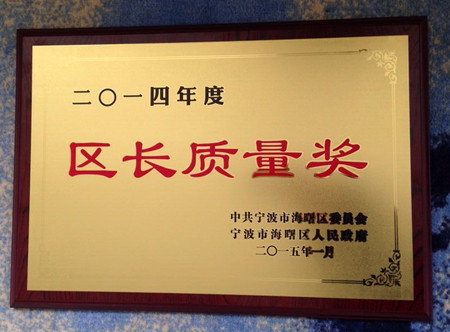 二〇一四年度
区长质量奖
中共宁波市海曙区委员会
宁波市海曙区人民政府
二〇一五年一月